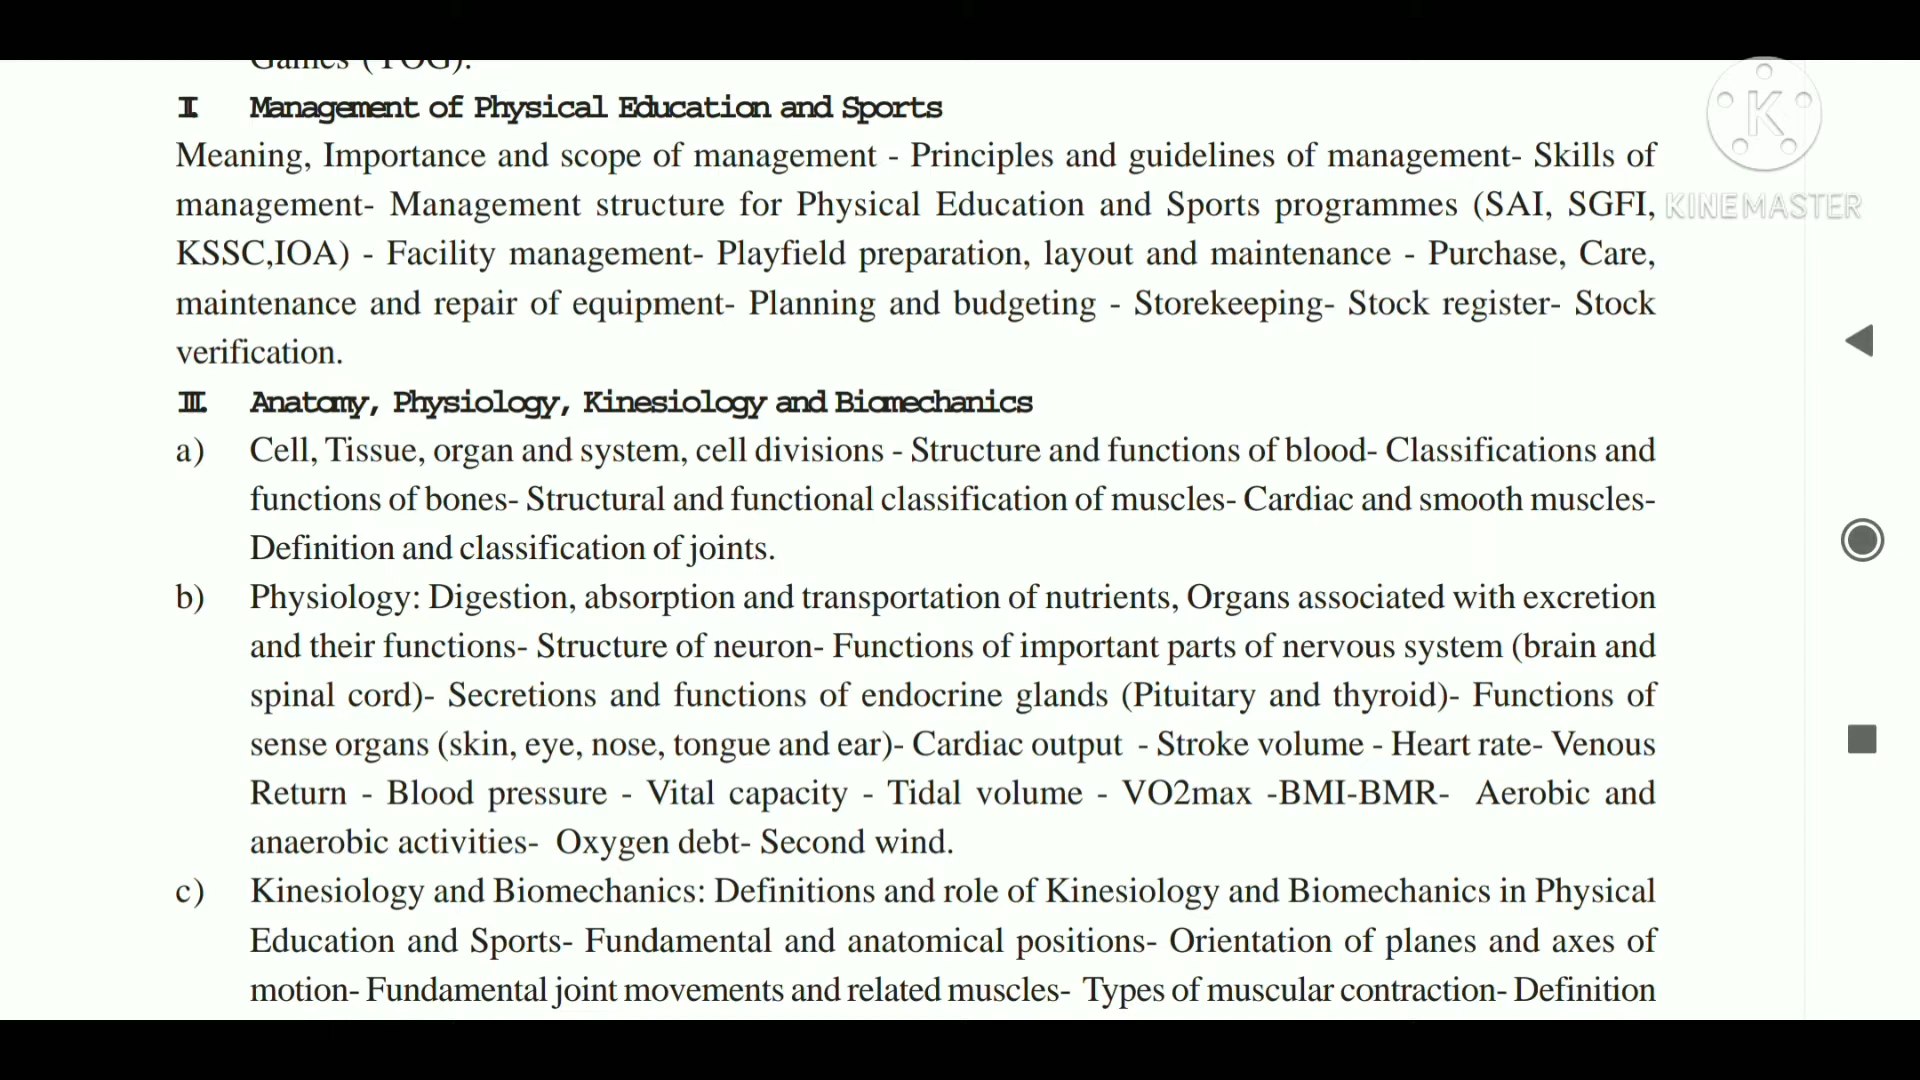 Games (YOG).
II. Management of Physical Education and Sports
Meaning, Importance and scope of management - Principles and guidelines of management- Skills of
management- Management structure for Physical Education and Sports programmes (SAI, SGFI,
KSSC,IOA) - Facility management- Playfield preparation, layout and maintenance - Purchase, Care,
maintenance and repair of equipment- Planning and budgeting - Storekeeping- Stock register- Stock
verification.
III. Anatomy, Physiology, Kinesiology and Biomechanics
a) Cell, Tissue, organ and system, cell divisions - Structure and functions of blood- Classifications and
functions of bones- Structural and functional classification of muscles- Cardiac and smooth muscles-
Definition and classification of joints.
b) Physiology: Digestion, absorption and transportation of nutrients, Organs associated with excretion
and their functions- Structure of neuron- Functions of important parts of nervous system (brain and
spinal cord)- Secretions and functions of endocrine glands (Pituitary and thyroid)- Functions of
sense organs (skin, eye, nose, tongue and ear)- Cardiac output - Stroke volume - Heart rate- Venous
Return - Blood pressure - Vital capacity - Tidal volume - VO2max -BMI-BMR- Aerobic and
anaerobic activities- Oxygen debt- Second wind.
c) Kinesiology and Biomechanics: Definitions and role of Kinesiology and Biomechanics in Physical
Education and Sports- Fundamental and anatomical positions- Orientation of planes and axes of
motion- Fundamental joint movements and related muscles- Types of muscular contraction- Definition
K
KINEMASTER